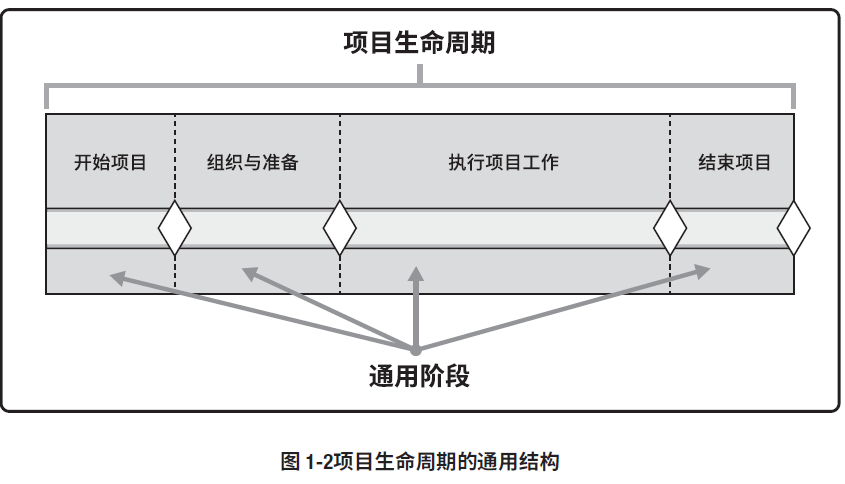 项目生命周期
开始项目
组织与准备
执行项目工作
结束项目
通用阶段
图 1-2项目生命周期的通用结构